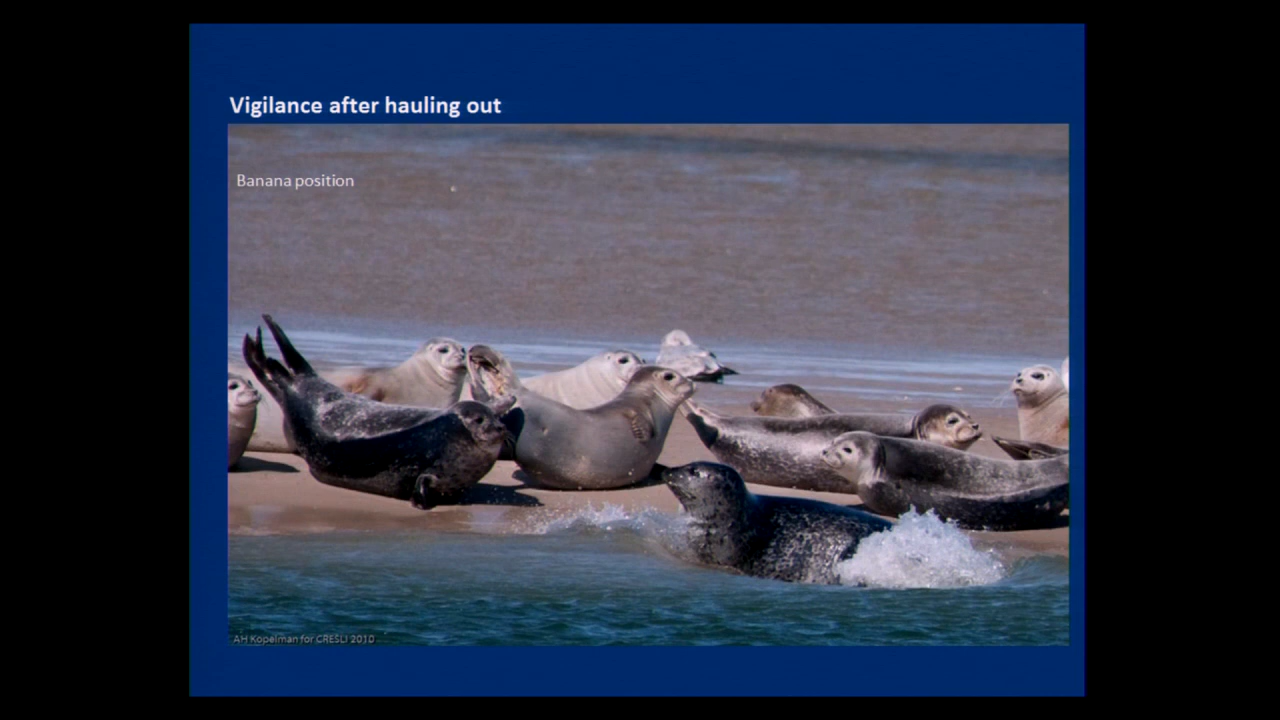 Vigilance after hauling out
Banana position
AH Kopelman for CRESLI 2010